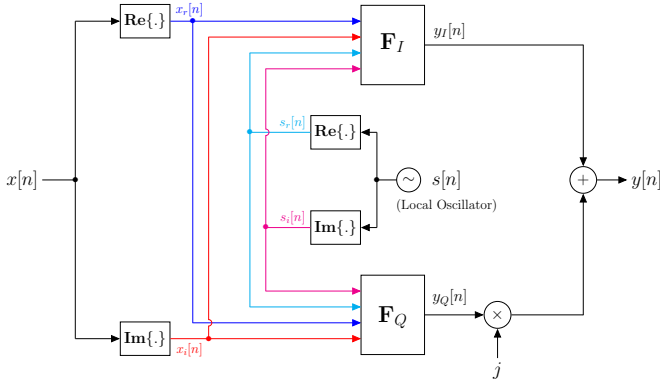 Re{.}
x_r[n]
F_I
y_I[n]
s_r[n]
Re{.}
x[n]
∼
s[n]
(Local Oscillator)
+
y[n]
s_i[n]
Im{.}
Im{.}
x_i[n]
F_Q
y_Q[n]
×
j